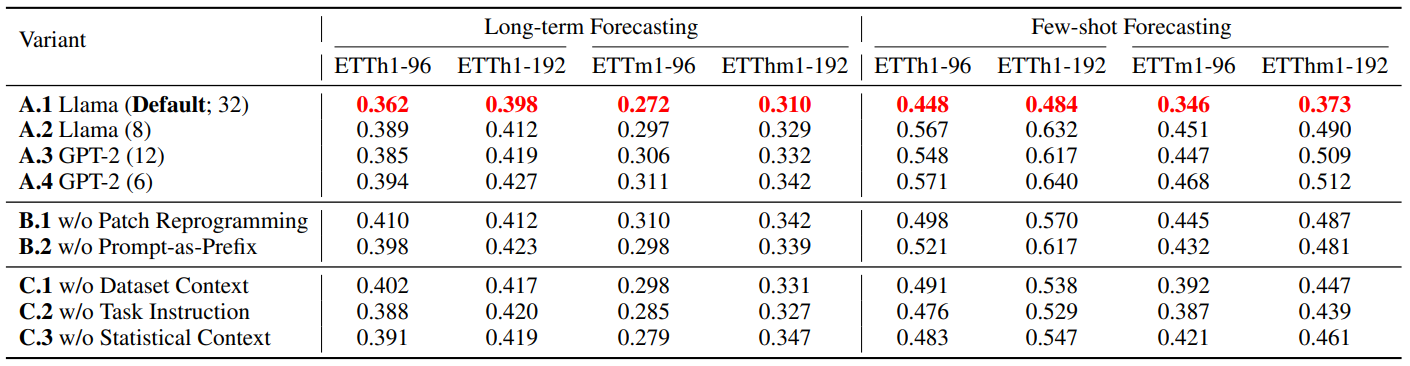 Variant Long-term Forecasting Few-shot Forecasting
ETTh1-96 ETTh1-192 ETTm1-96 ETThm1-192 ETTh1-96 ETTh1-192 ETTm1-96 ETThm1-192
A.1 Llama (Default; 32) 0.362 0.398 0.272 0.310 0.448 0.484 0.346 0.373
A.2 Llama (8) 0.389 0.412 0.297 0.329 0.567 0.632 0.451 0.490
A.3 GPT-2 (12) 0.385 0.419 0.306 0.332 0.548 0.617 0.447 0.509
A.4 GPT-2 (6) 0.394 0.427 0.311 0.342 0.571 0.640 0.468 0.512
B.1 w/o Patch Reprogramming 0.410 0.412 0.310 0.342 0.498 0.570 0.445 0.487
B.2 w/o Prompt-as-Prefix 0.398 0.423 0.298 0.339 0.521 0.617 0.432 0.481
C.1 w/o Dataset Context 0.402 0.417 0.298 0.331 0.491 0.538 0.392 0.447
C.2 w/o Task Instruction 0.388 0.420 0.285 0.327 0.476 0.529 0.387 0.439
C.3 w/o Statistical Context 0.391 0.419 0.279 0.347 0.483 0.547 0.421 0.461